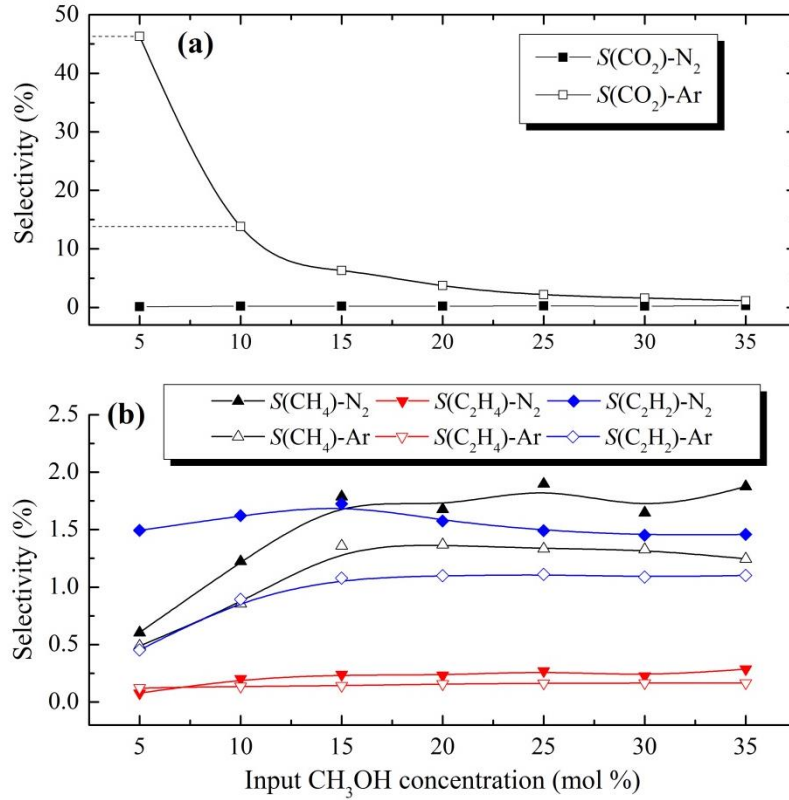 (a)
S(CO₂)-N₂
S(CO₂)-Ar
Selectivity (%)
50
40
30
20
10
0
5 10 15 20 25 30 35
(b)
S(CH₄)-N₂ S(C₂H₄)-N₂ S(C₂H₂)-N₂
S(CH₄)-Ar S(C₂H₄)-Ar S(C₂H₂)-Ar
Selectivity (%)
2.5
2.0
1.5
1.0
0.5
0.0
5 10 15 20 25 30 35
Input CH₃OH concentration (mol %)